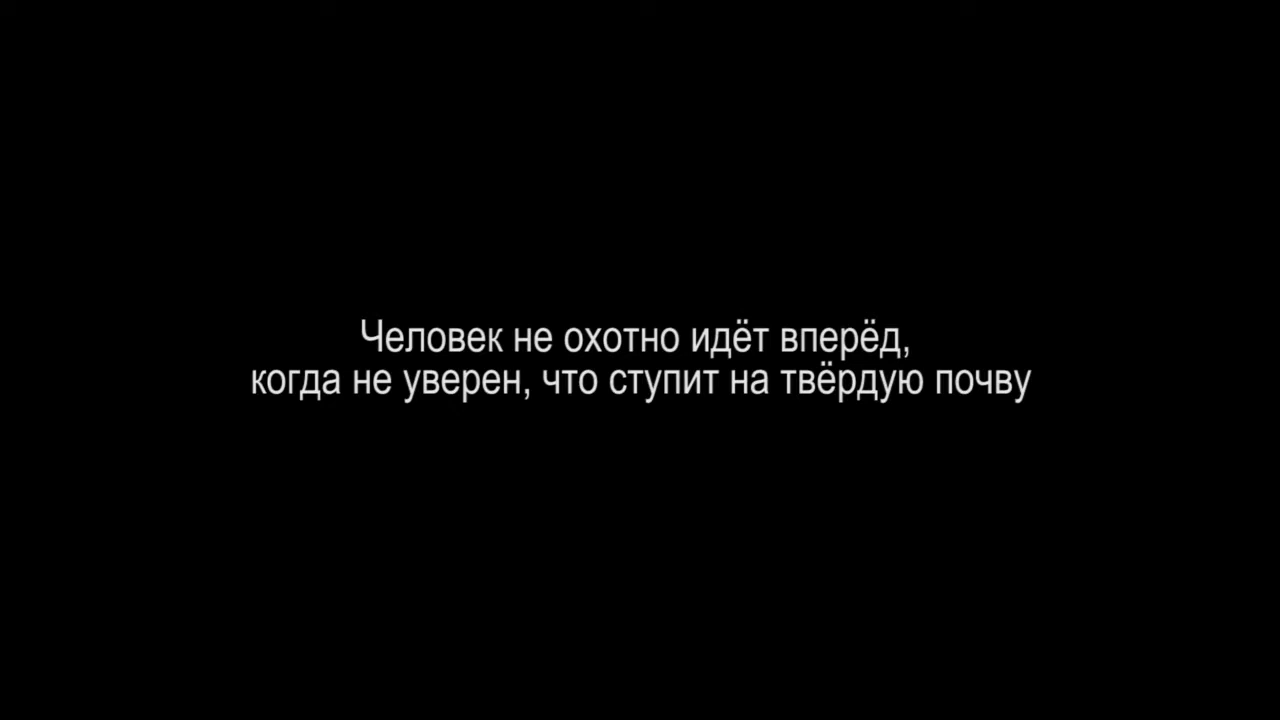 Человек не охотно идёт вперёд,
когда не уверен, что ступит на твёрдую почву